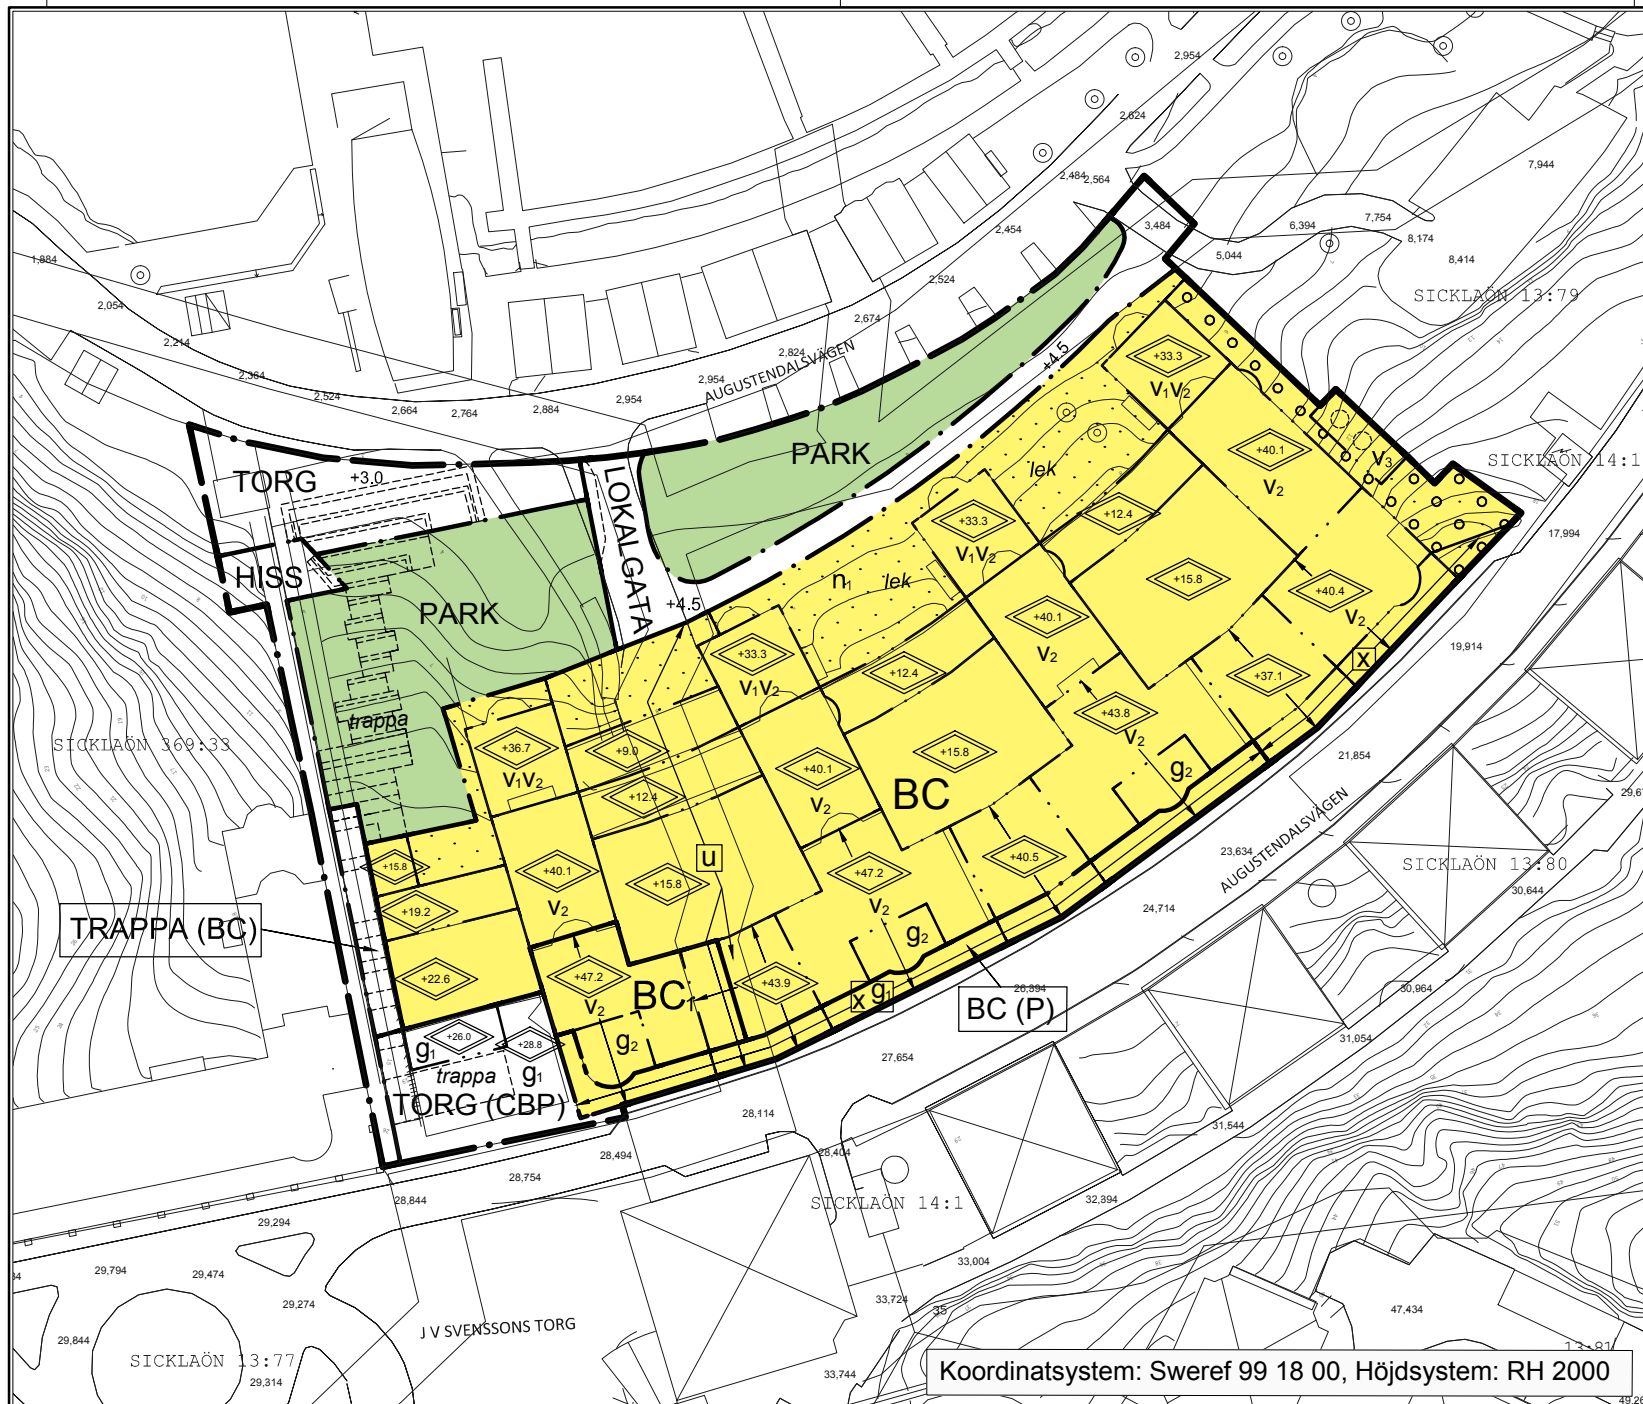 2,954
2,624
7,944
2,484
2,564
3,484
6,394
7,754
8,174
2,454
5,044
8,414
1,884
2,524
SICKLAÖN 13:79
2,054
2,674
2,214
2,824
AUGUSTENDALSVÄGEN
2,364
2,954
+4.5
+33.3
V₁V₂
2,524
2,664
2,764
2,884
2,954
PARK
+40.1
V₂
V₃
SICKLAÖN 14:1
TORG
+3.0
LOKALGATA
lek
+12.4
+33.3
V₁V₂
17,994
HISS
n₁
lek
+15.8
+40.4
V₂
PARK
+4.5
+40.1
V₂
19,914
x
+33.3
V₁V₂
+12.4
+37.1
trappa
+43.8
V₂
SICKLAÖN 369:33
+36.7
V₁V₂
+9.0
+15.8
g₂
21,854
+40.1
V₂
+12.4
BC
AUGUSTENDALSVÄGEN
23,634
SICKLAÖN 13:80
30,644
+15.8
+40.1
V₂
+15.8
u
+47.2
V₂
+40.5
+19.2
24,714
TRAPPA (BC)
g₂
+22.6
+47.2
V₂
BC₁
+43.9
x g₁
26,894
BC (P)
30,964
+26.0
g₁
+28.8
g₁
g₂
trappa
TORG (CBP)
27,654
31,054
28,114
31,544
28,494
28,404
28,754
28,844
SICKLAÖN 14:1
32,394
29,294
29,794
29,474
33,004
29,274
33,724
35
47,434
29,844
J V SVENSSONS TORG
SICKLAÖN 13:77
29,314
33,744
13:81
Koordinatsystem: Sweref 99 18 00, Höjdsystem: RH 2000